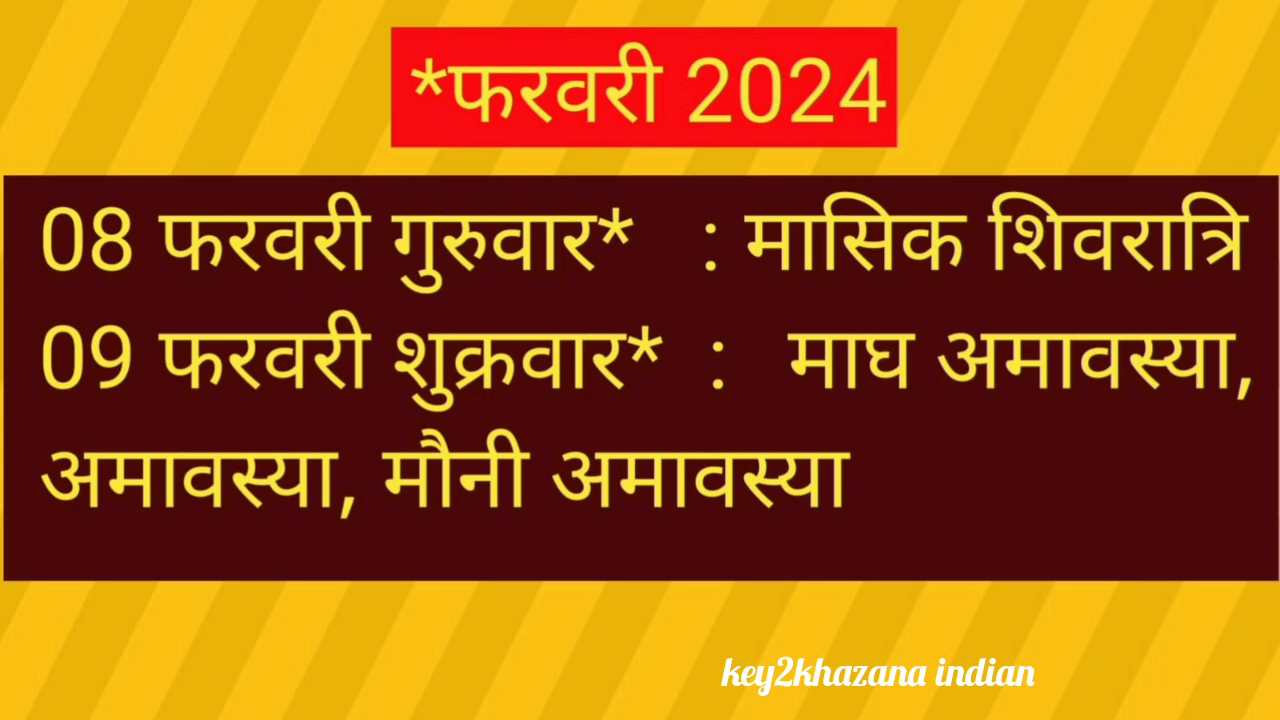 *फरवरी 2024
08 फरवरी गुरुवार* : मासिक शिवरात्रि
09 फरवरी शुक्रवार* : माघ अमावस्या,
अमावस्या, मौनी अमावस्या
key2khazana indian